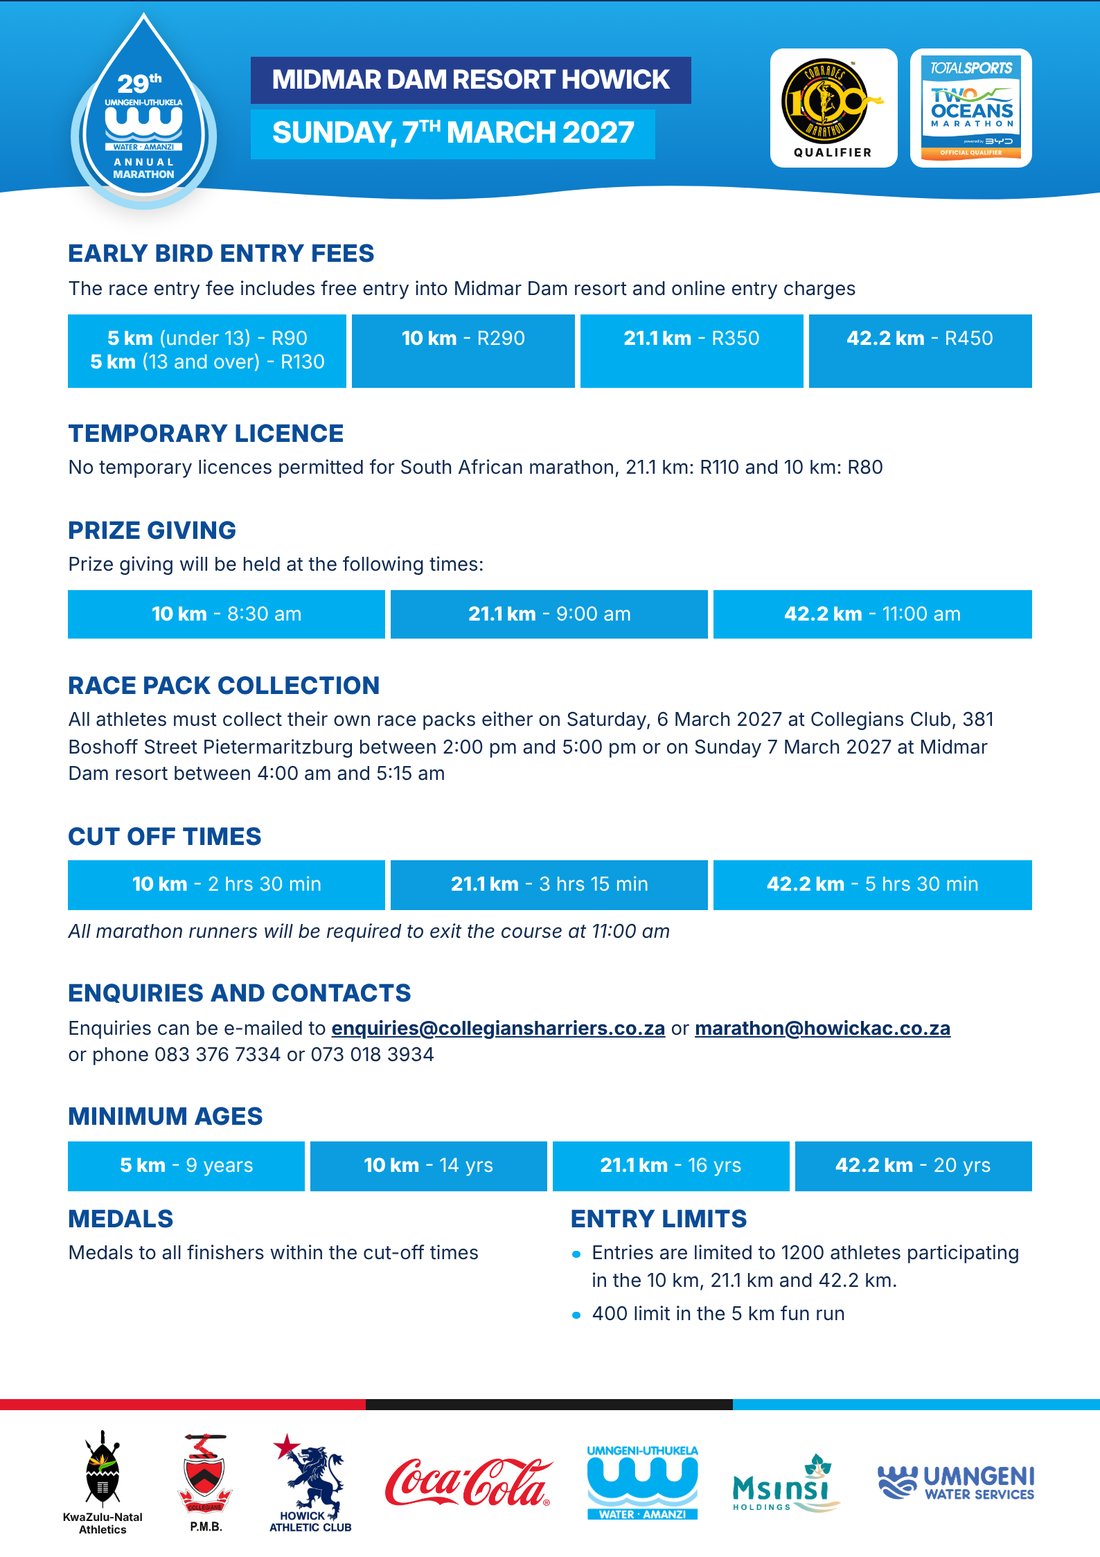 29th
UMNGENI-UTHUKELA
WATER · AMANZI
ANNUAL
MARATHON
MIDMAR DAM RESORT HOWICK
SUNDAY, 7TH MARCH 2027
COMRADES
100
MARATHON
QUALIFIER
TOTALSPORTS
TWO
OCEANS
MARATHON
powered by BYD
OFFICIAL QUALIFIER
EARLY BIRD ENTRY FEES
The race entry fee includes free entry into Midmar Dam resort and online entry charges
5 km (under 13) - R90
5 km (13 and over) - R130
10 km - R290
21.1 km - R350
42.2 km - R450
TEMPORARY LICENCE
No temporary licences permitted for South African marathon, 21.1 km: R110 and 10 km: R80
PRIZE GIVING
Prize giving will be held at the following times:
10 km - 8:30 am
21.1 km - 9:00 am
42.2 km - 11:00 am
RACE PACK COLLECTION
All athletes must collect their own race packs either on Saturday, 6 March 2027 at Collegians Club, 381
Boshoff Street Pietermaritzburg between 2:00 pm and 5:00 pm or on Sunday 7 March 2027 at Midmar
Dam resort between 4:00 am and 5:15 am
CUT OFF TIMES
10 km - 2 hrs 30 min
21.1 km - 3 hrs 15 min
42.2 km - 5 hrs 30 min
All marathon runners will be required to exit the course at 11:00 am
ENQUIRIES AND CONTACTS
Enquiries can be e-mailed to enquiries@collegiansharriers.co.za or marathon@howickac.co.za
or phone 083 376 7334 or 073 018 3934
MINIMUM AGES
5 km - 9 years
10 km - 14 yrs
21.1 km - 16 yrs
42.2 km - 20 yrs
MEDALS
Medals to all finishers within the cut-off times
ENTRY LIMITS
• Entries are limited to 1200 athletes participating
in the 10 km, 21.1 km and 42.2 km.
• 400 limit in the 5 km fun run
KwaZulu-Natal
Athletics
COLLEGIANS
P.M.B.
HOWICK
ATHLETIC CLUB
Coca-Cola®
UMNGENI-UTHUKELA
WATER · AMANZI
Msinsi
HOLDINGS
UMNGENI
WATER SERVICES